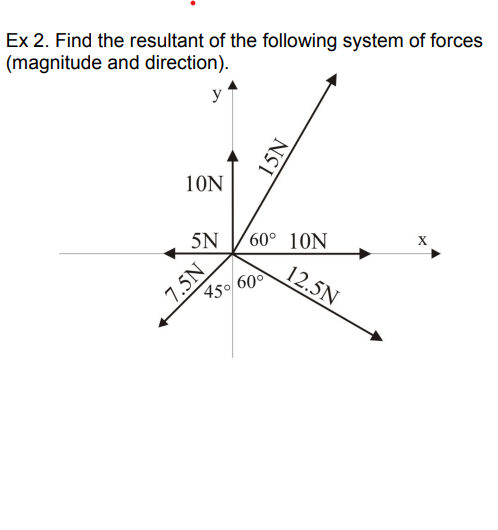 Ex 2. Find the resultant of the following system of forces
(magnitude and direction).
y
15N
10N
5N 60° 10N x
7.5N 45° 60° 12.5N